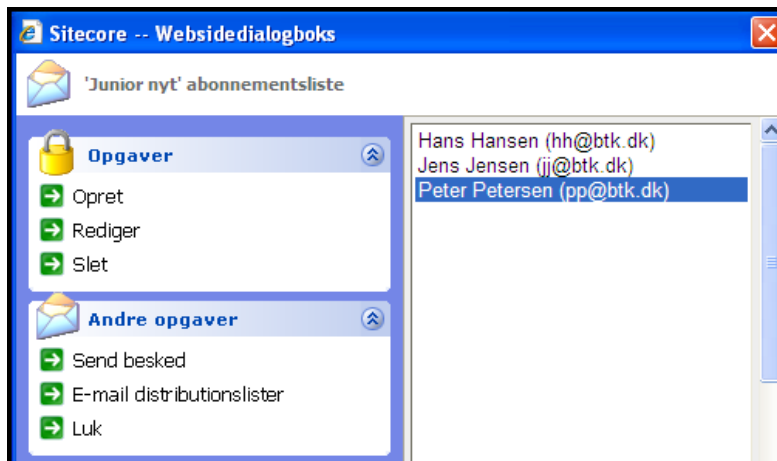 Sitecore -- Websidedialogboks
'Junior nyt' abonnementsliste
Opgaver
Opret
Rediger
Slet
Andre opgaver
Send besked
E-mail distributionslister
Luk
Hans Hansen (hh@btk.dk)
Jens Jensen (jj@btk.dk)
Peter Petersen (pp@btk.dk)